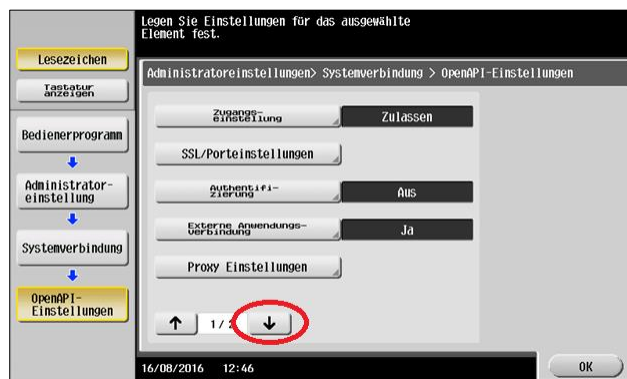 Legen Sie Einstellungen für das ausgewählte
Element fest.
Lesezeichen
Tastatur
anzeigen
Bedienerprogramm
Administrator-
einstellung
Systemverbindung
OpenAPI-
Einstellungen
Administratoreinstellungen> Systemverbindung > OpenAPI-Einstellungen
Zugangs-
einstellung
Zulassen
SSL/Porteinstellungen
Authentifi-
zierung
Aus
Externe Anwendungs-
verbindung
Ja
Proxy Einstellungen
↑ 1/2 ↓
16/08/2016 12:46
OK